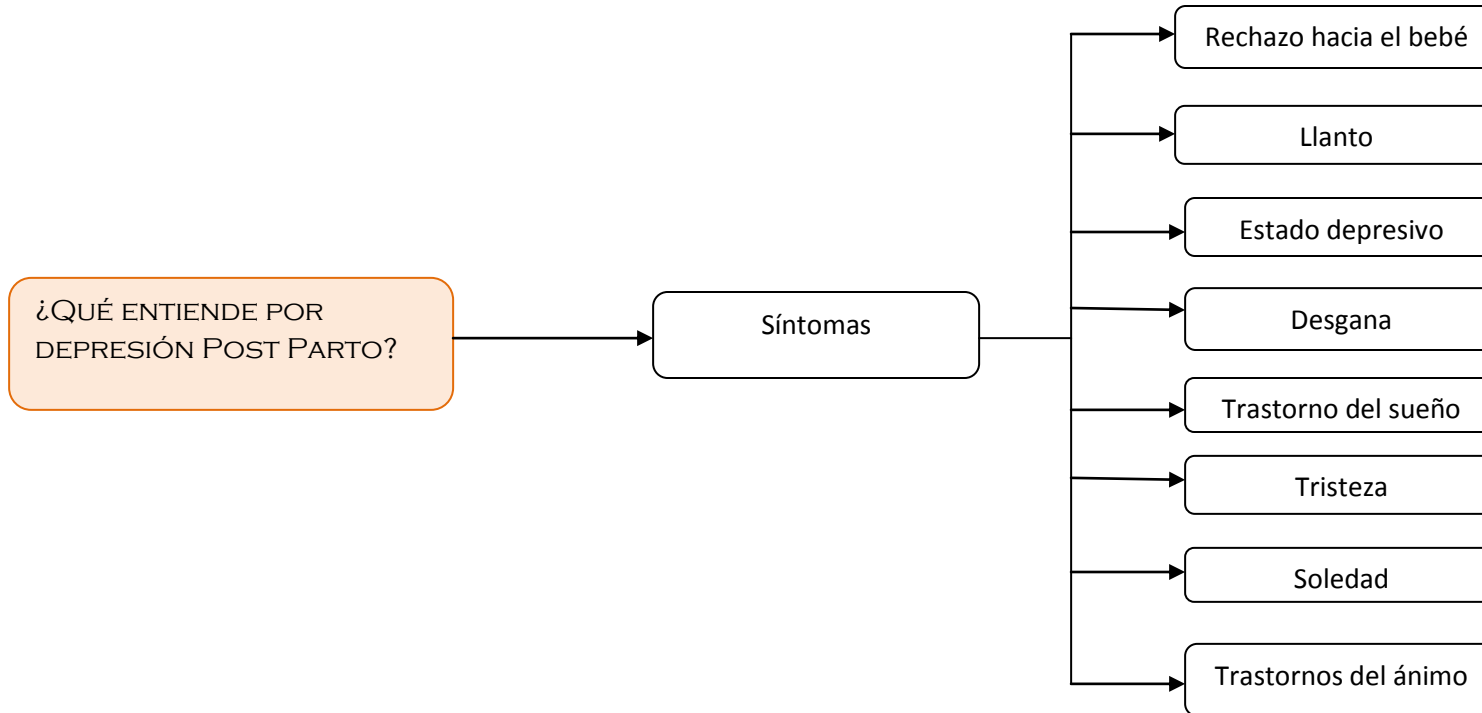 ¿QUÉ ENTIENDE POR
DEPRESIÓN POST PARTO?
Síntomas
Rechazo hacia el bebé
Llanto
Estado depresivo
Desgana
Trastorno del sueño
Tristeza
Soledad
Trastornos del ánimo